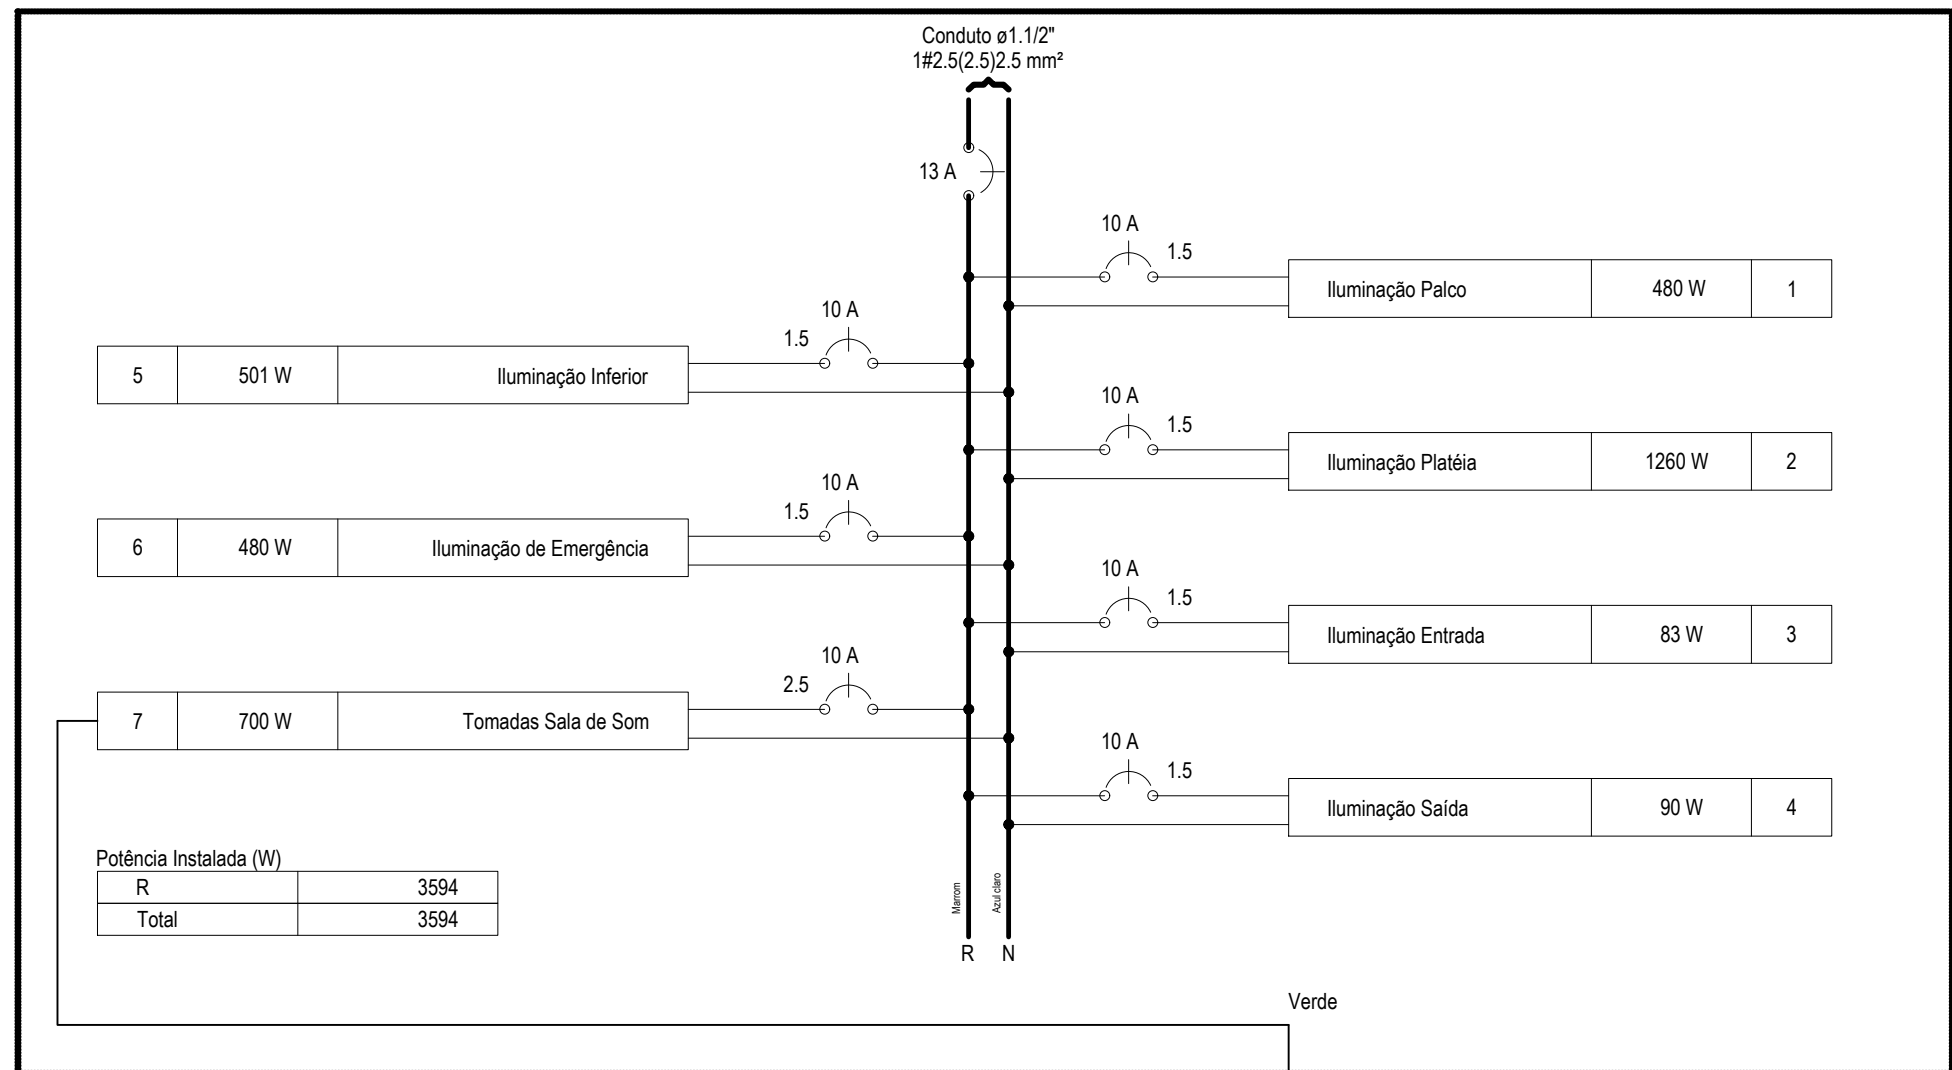 Conduto ø1.1/2"
1#2.5(2.5)2.5 mm²
13 A
10 A
1.5
Iluminação Palco 480 W 1
10 A
1.5
5 501 W Iluminação Inferior
10 A
1.5
Iluminação Platéia 1260 W 2
10 A
1.5
6 480 W Iluminação de Emergência
10 A
1.5
Iluminação Entrada 83 W 3
10 A
2.5
7 700 W Tomadas Sala de Som
10 A
1.5
Iluminação Saída 90 W 4
Potência Instalada (W)
R 3594
Total 3594
Marrom
Azul claro
R N
Verde